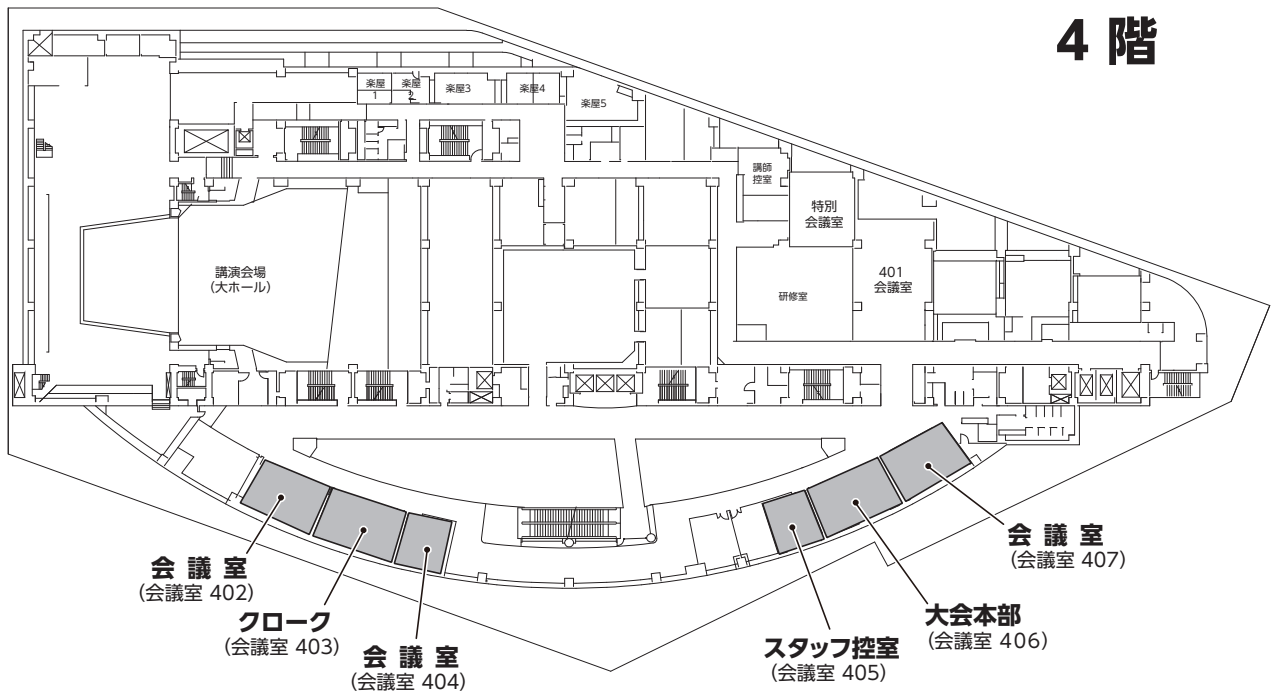 4 階
楽屋
1
楽屋
2
楽屋3
楽屋4
楽屋5
講師
控室
特別
会議室
講演会場
(大ホール)
研修室
401
会議室
会 議 室
(会議室 402)
クローク
(会議室 403)
会 議 室
(会議室 404)
スタッフ控室
(会議室 405)
大会本部
(会議室 406)
会 議 室
(会議室 407)